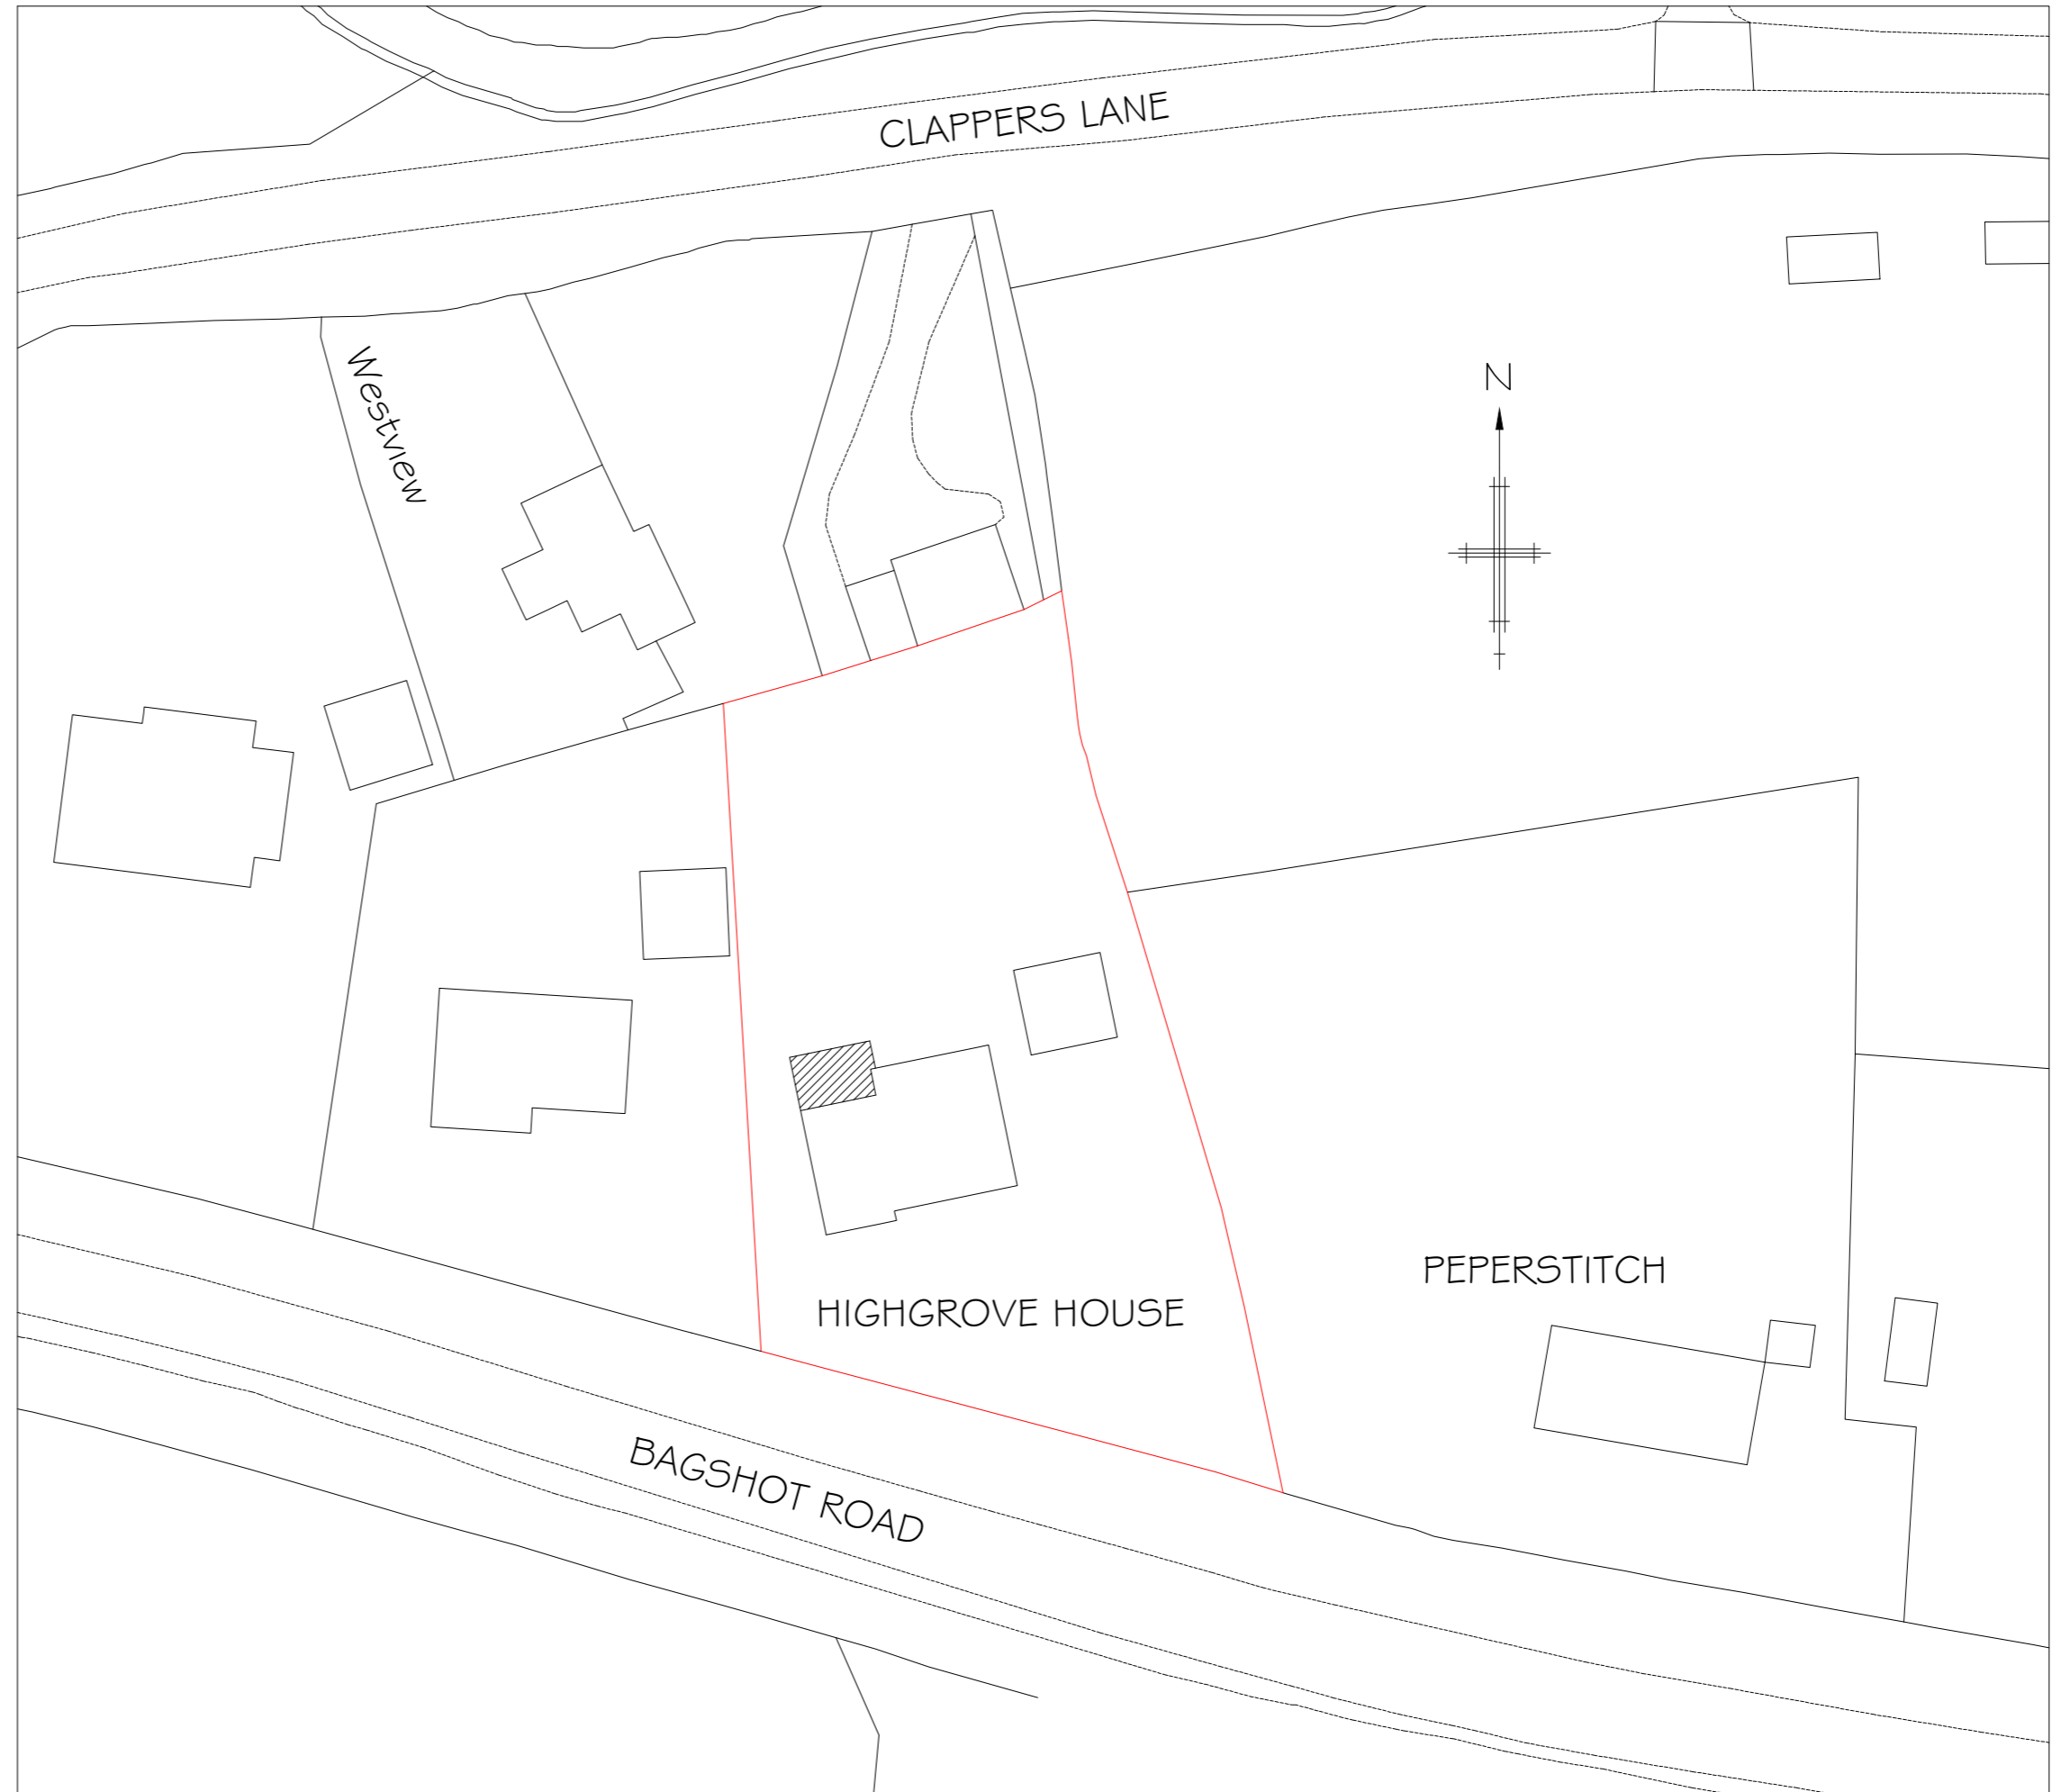 CLAPPERS LANE
Westview
N
PEPERSTITCH
HIGHGROVE HOUSE
BAGSHOT ROAD